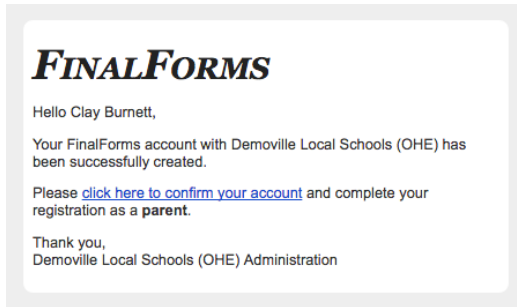 FINALFORMS
Hello Clay Burnett,
Your FinalForms account with Demoville Local Schools (OHE) has
been successfully created.
Please click here to confirm your account and complete your
registration as a parent.
Thank you,
Demoville Local Schools (OHE) Administration